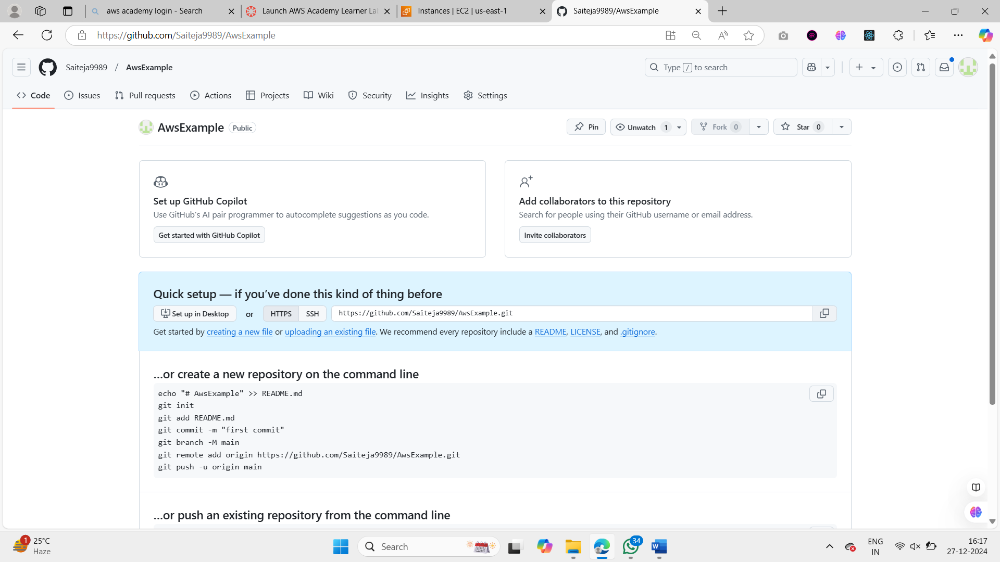 aws academy login - Search
Launch AWS Academy Learner La
Instances | EC2 | us-east-1
Saiteja9989/AwsExample
https://github.com/Saiteja9989/AwsExample
Saiteja9989 / AwsExample
Type / to search
Code
Issues
Pull requests
Actions
Projects
Wiki
Security
Insights
Settings
AwsExample Public
Pin
Unwatch 1
Fork 0
Star 0
Set up GitHub Copilot
Use GitHub's AI pair programmer to autocomplete suggestions as you code.
Get started with GitHub Copilot
Add collaborators to this repository
Search for people using their GitHub username or email address.
Invite collaborators
Quick setup — if you’ve done this kind of thing before
Set up in Desktop or HTTPS SSH https://github.com/Saiteja9989/AwsExample.git
Get started by creating a new file or uploading an existing file. We recommend every repository include a README, LICENSE, and .gitignore.
…or create a new repository on the command line
echo "# AwsExample" >> README.md
git init
git add README.md
git commit -m "first commit"
git branch -M main
git remote add origin https://github.com/Saiteja9989/AwsExample.git
git push -u origin main
…or push an existing repository from the command line
1
25°C
Haze
Search
34
ENG
IN
16:17
27-12-2024